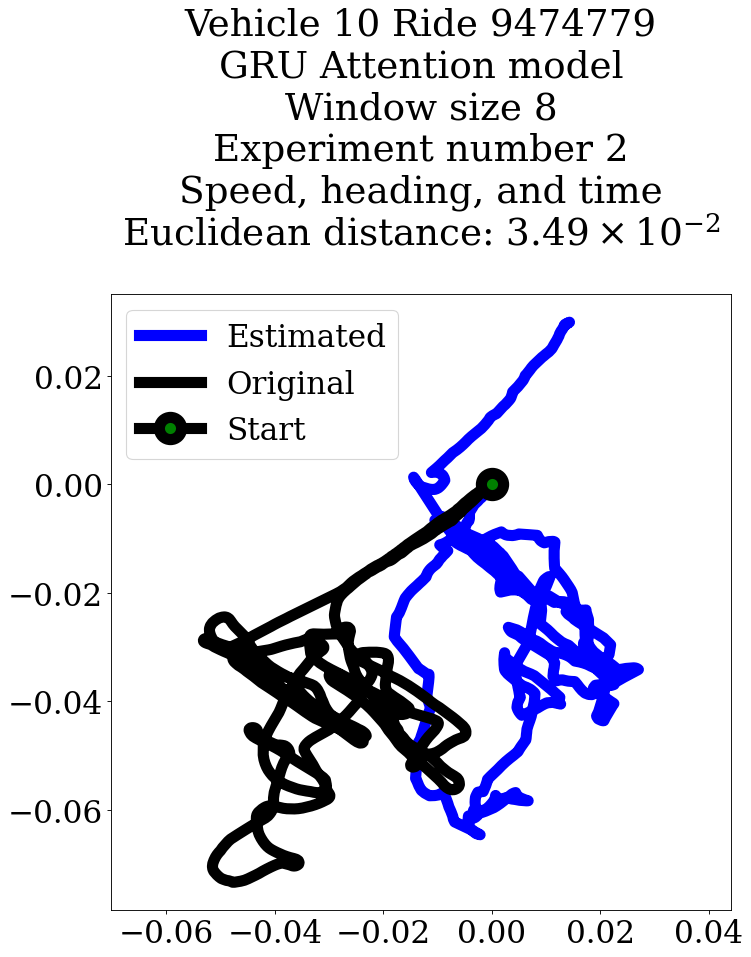 Vehicle 10 Ride 9474779
GRU Attention model
Window size 8
Experiment number 2
Speed, heading, and time
Euclidean distance: 3.49 × 10⁻²
Estimated
Original
Start
0.02
0.00
−0.02
−0.04
−0.06
−0.06 −0.04 −0.02 0.00 0.02 0.04